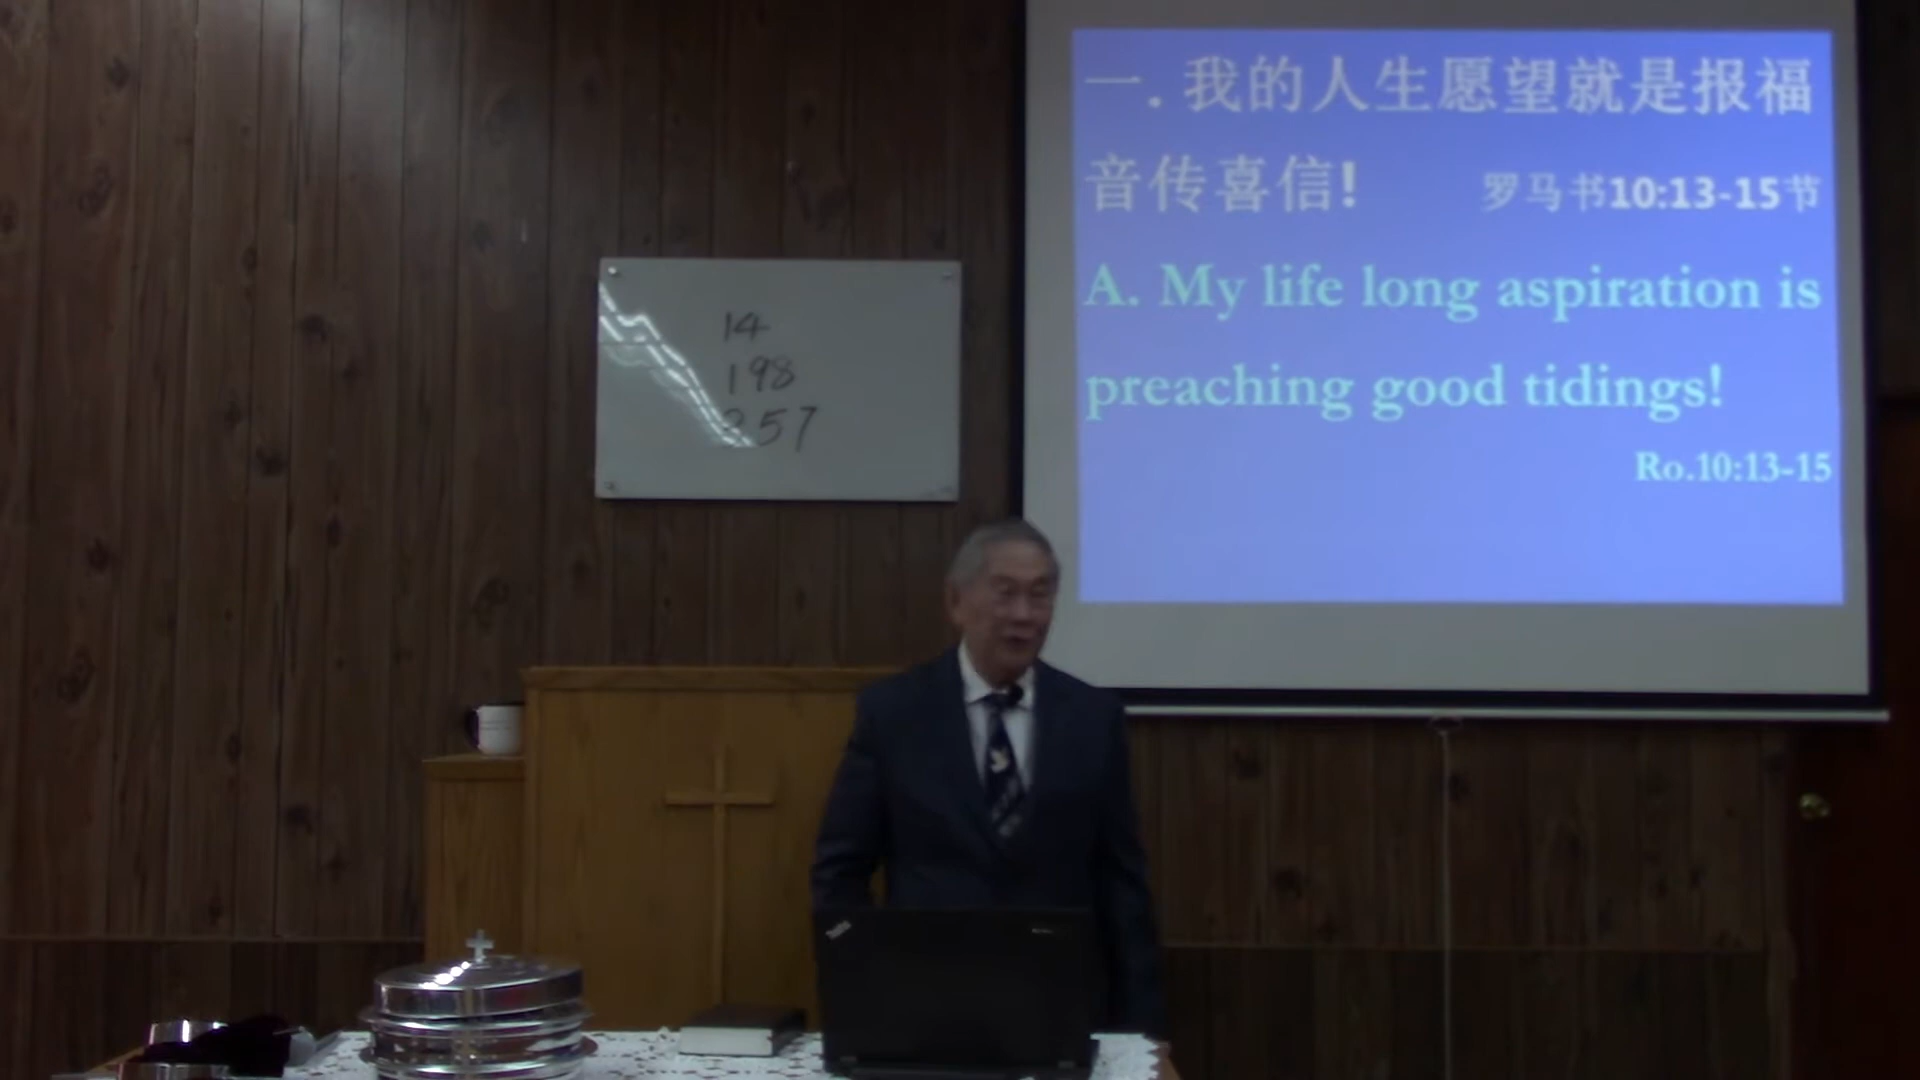 一.我的人生愿望就是报福
音传喜信! 罗马书10:13-15节
A. My life long aspiration is
preaching good tidings!
Ro.10:13-15
14
198
257